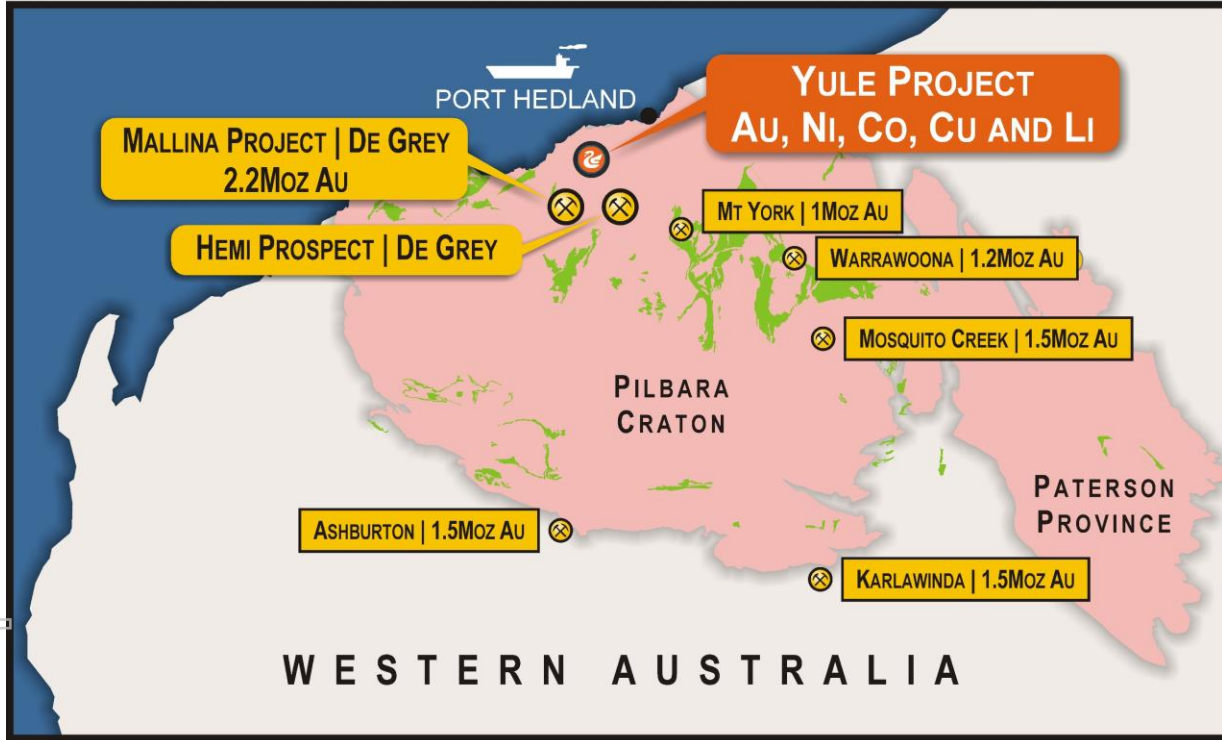 PORT HEDLAND
YULE PROJECT
AU, NI, CO, CU AND LI
MALLINA PROJECT | DE GREY
2.2MOZ AU
HEMI PROSPECT | DE GREY
MT YORK | 1MOZ AU
WARRAWOONA | 1.2MOZ AU
MOSQUITO CREEK | 1.5MOZ AU
PILBARA
CRATON
PATERSON
PROVINCE
ASHBURTON | 1.5MOZ AU
KARLAWINDA | 1.5MOZ AU
WESTERN AUSTRALIA